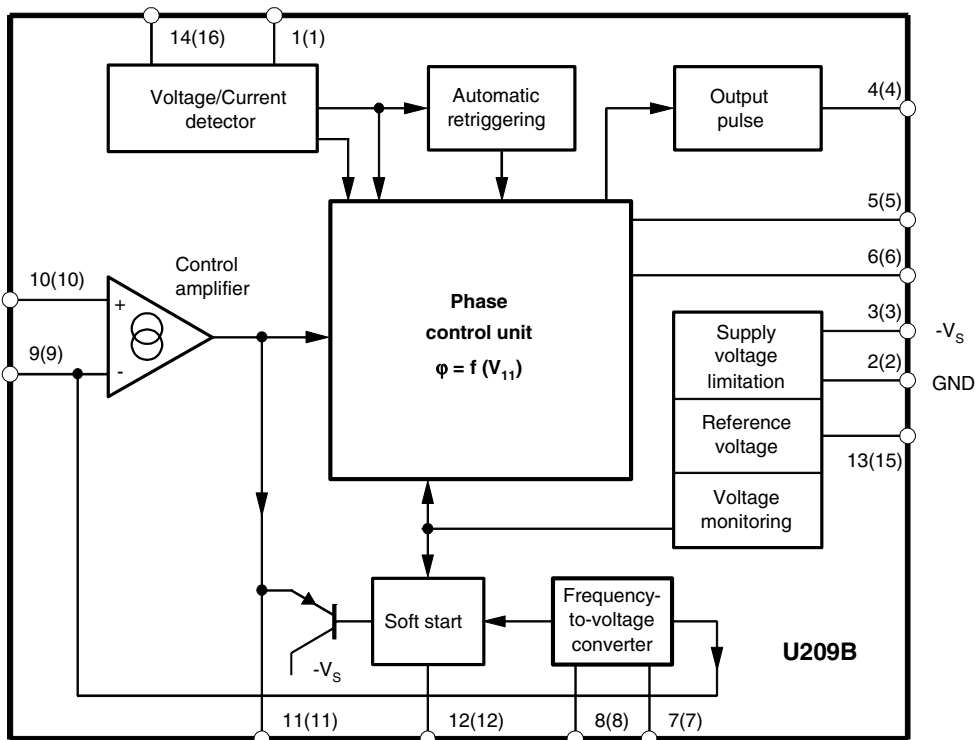 14(16)
1(1)
Voltage/Current
detector
Automatic
retriggering
Output
pulse
4(4)
5(5)
6(6)
10(10)
Control
amplifier
+
9(9)
-
Phase
control unit
φ = f (V11)
3(3)
-VS
Supply
voltage
limitation
2(2)
GND
Reference
voltage
13(15)
Voltage
monitoring
Soft start
Frequency-
to-voltage
converter
-VS
U209B
11(11)
12(12)
8(8)
7(7)